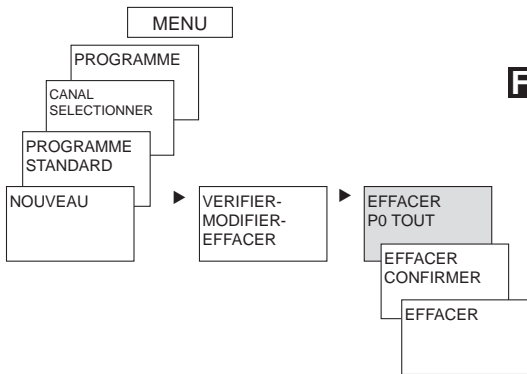 MENU
PROGRAMME
CANAL
SELECTIONNER
PROGRAMME
STANDARD
NOUVEAU
VERIFIER-
MODIFIER-
EFFACER
EFFACER
P0 TOUT
EFFACER
CONFIRMER
EFFACER
F